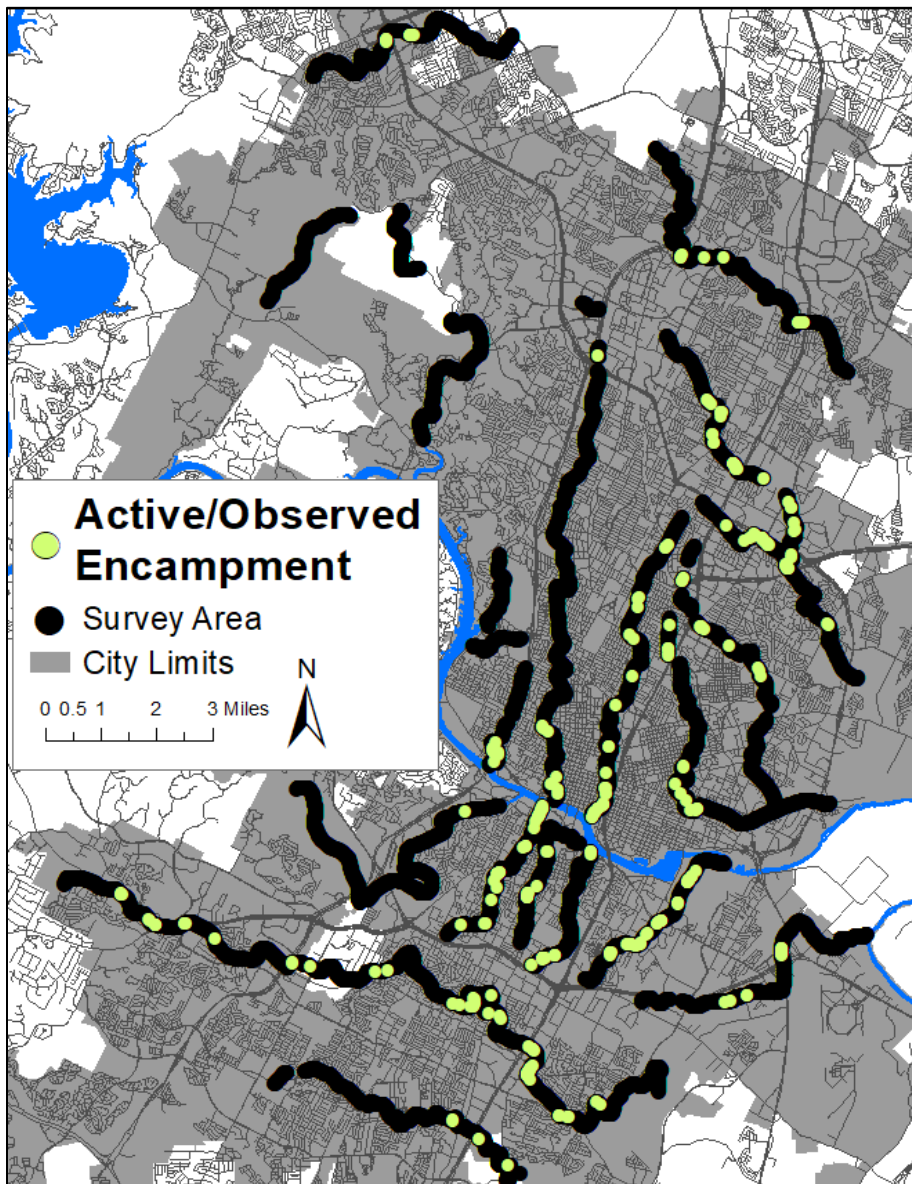 Active/Observed
Encampment
Survey Area
City Limits
N
0 0.5 1 2 3 Miles